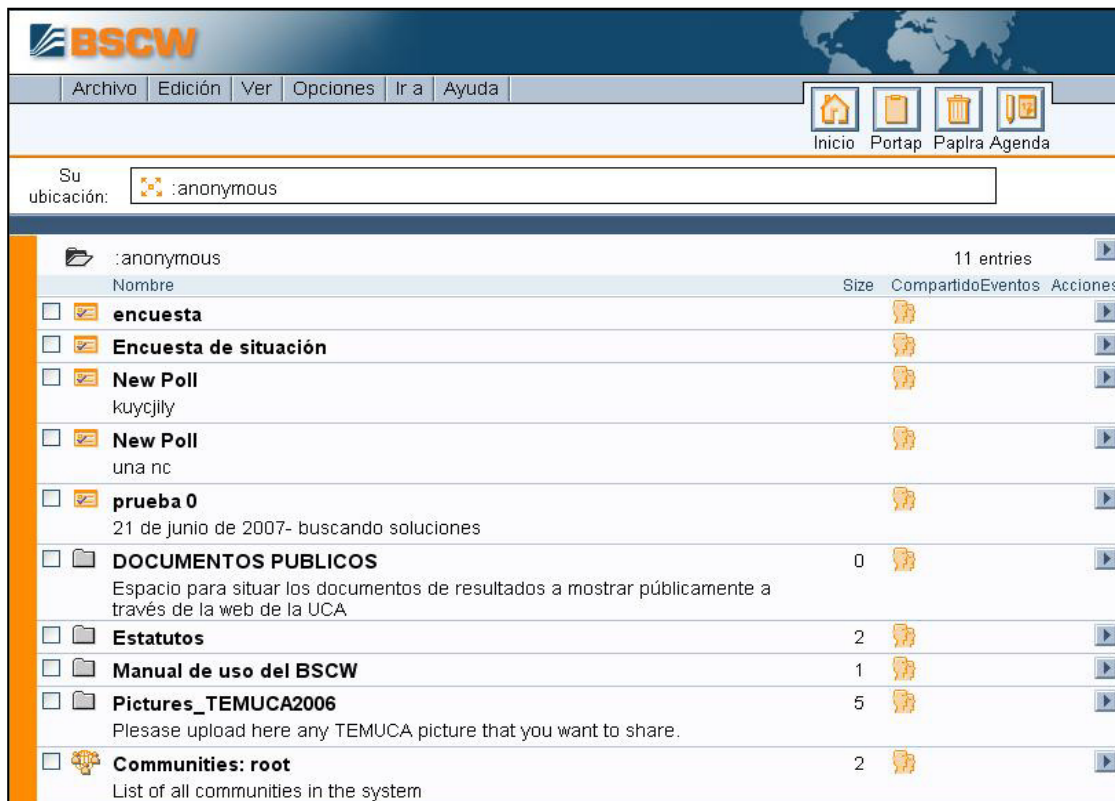 BSCW
Archivo Edición Ver Opciones Ir a Ayuda
Inicio Portap Paplra Agenda
Su ubicación: :anonymous
:anonymous 11 entries
Nombre Size Compartido Eventos Acciones
encuesta
Encuesta de situación
New Poll
kuycjily
New Poll
una nc
prueba 0
21 de junio de 2007- buscando soluciones
DOCUMENTOS PUBLICOS 0
Espacio para situar los documentos de resultados a mostrar públicamente a
través de la web de la UCA
Estatutos 2
Manual de uso del BSCW 1
Pictures_TEMUCA2006 5
Plesase upload here any TEMUCA picture that you want to share.
Communities: root 2
List of all communities in the system